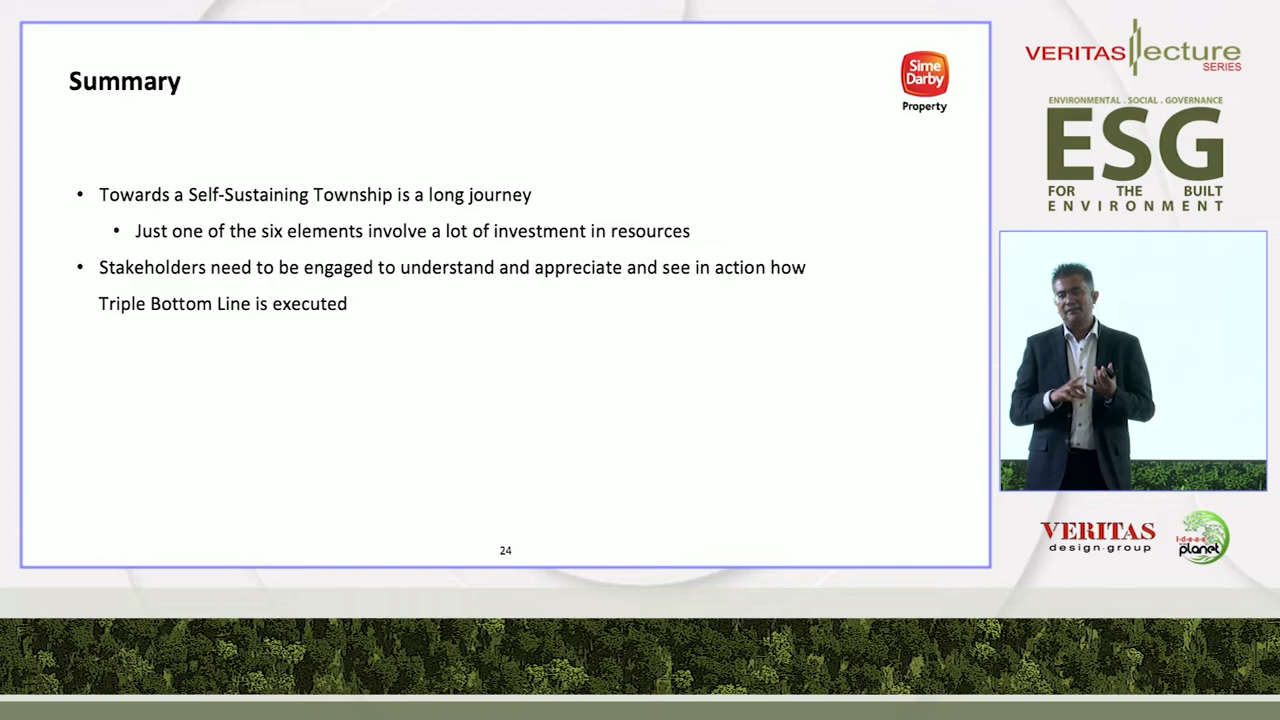 Summary
Sime
Darby
Property
• Towards a Self-Sustaining Township is a long journey
• Just one of the six elements involve a lot of investment in resources
• Stakeholders need to be engaged to understand and appreciate and see in action how
Triple Bottom Line is executed
24
VERITAS lecture
SERIES
ENVIRONMENTAL . SOCIAL . GOVERNANCE
ESG
FOR THE BUILT
ENVIRONMENT
VERITAS
design·group
i·d·e·a·s
planet